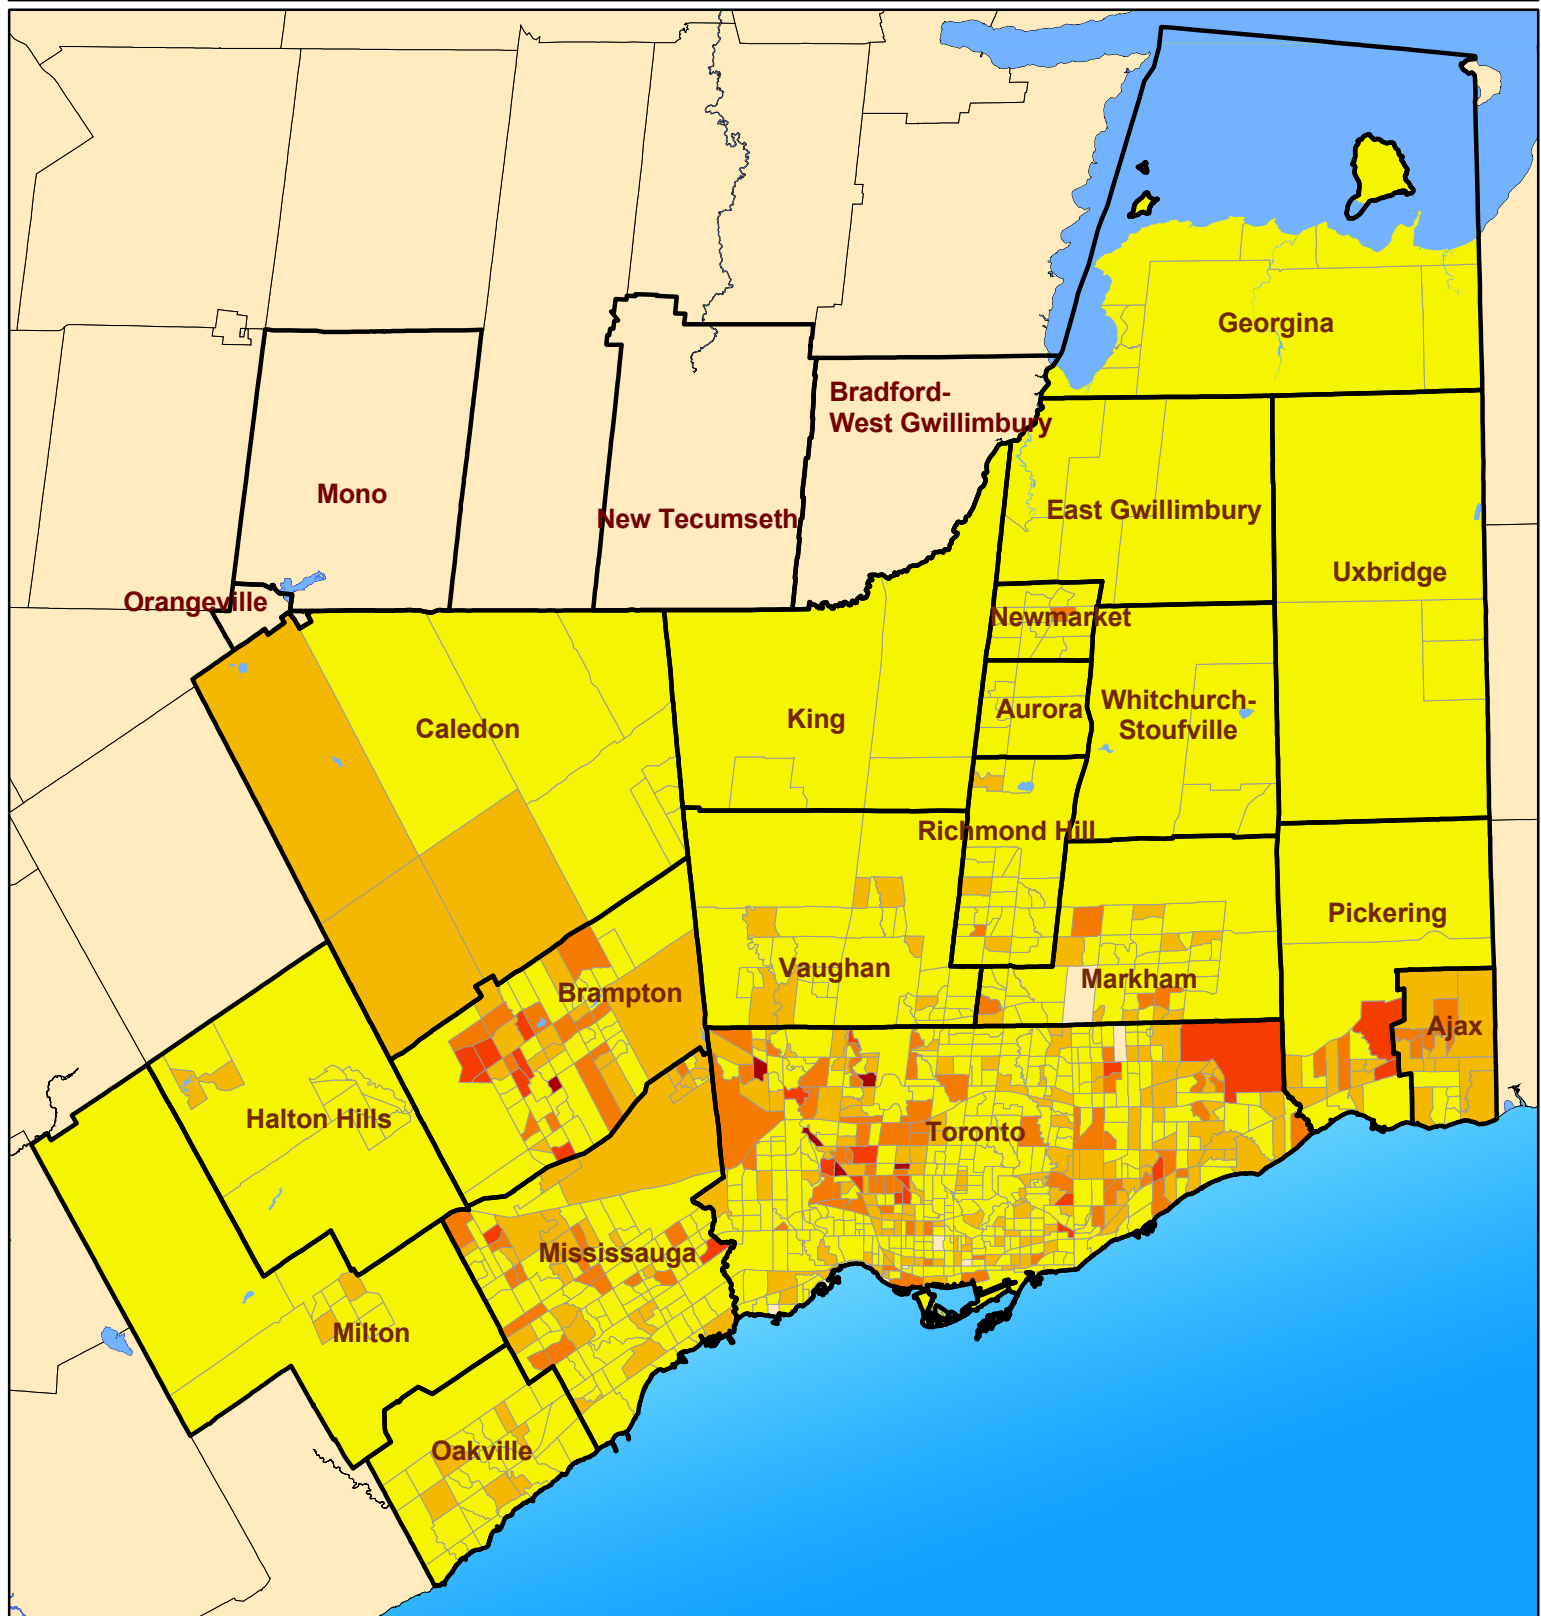 Georgina
Bradford-
West Gwillimbury
Mono
New Tecumseth
East Gwillimbury
Uxbridge
Orangeville
Newmarket
Caledon
King
Aurora
Whitchurch-
Stoufville
Richmond Hill
Pickering
Vaughan
Markham
Brampton
Ajax
Halton Hills
Toronto
Mississauga
Milton
Oakville